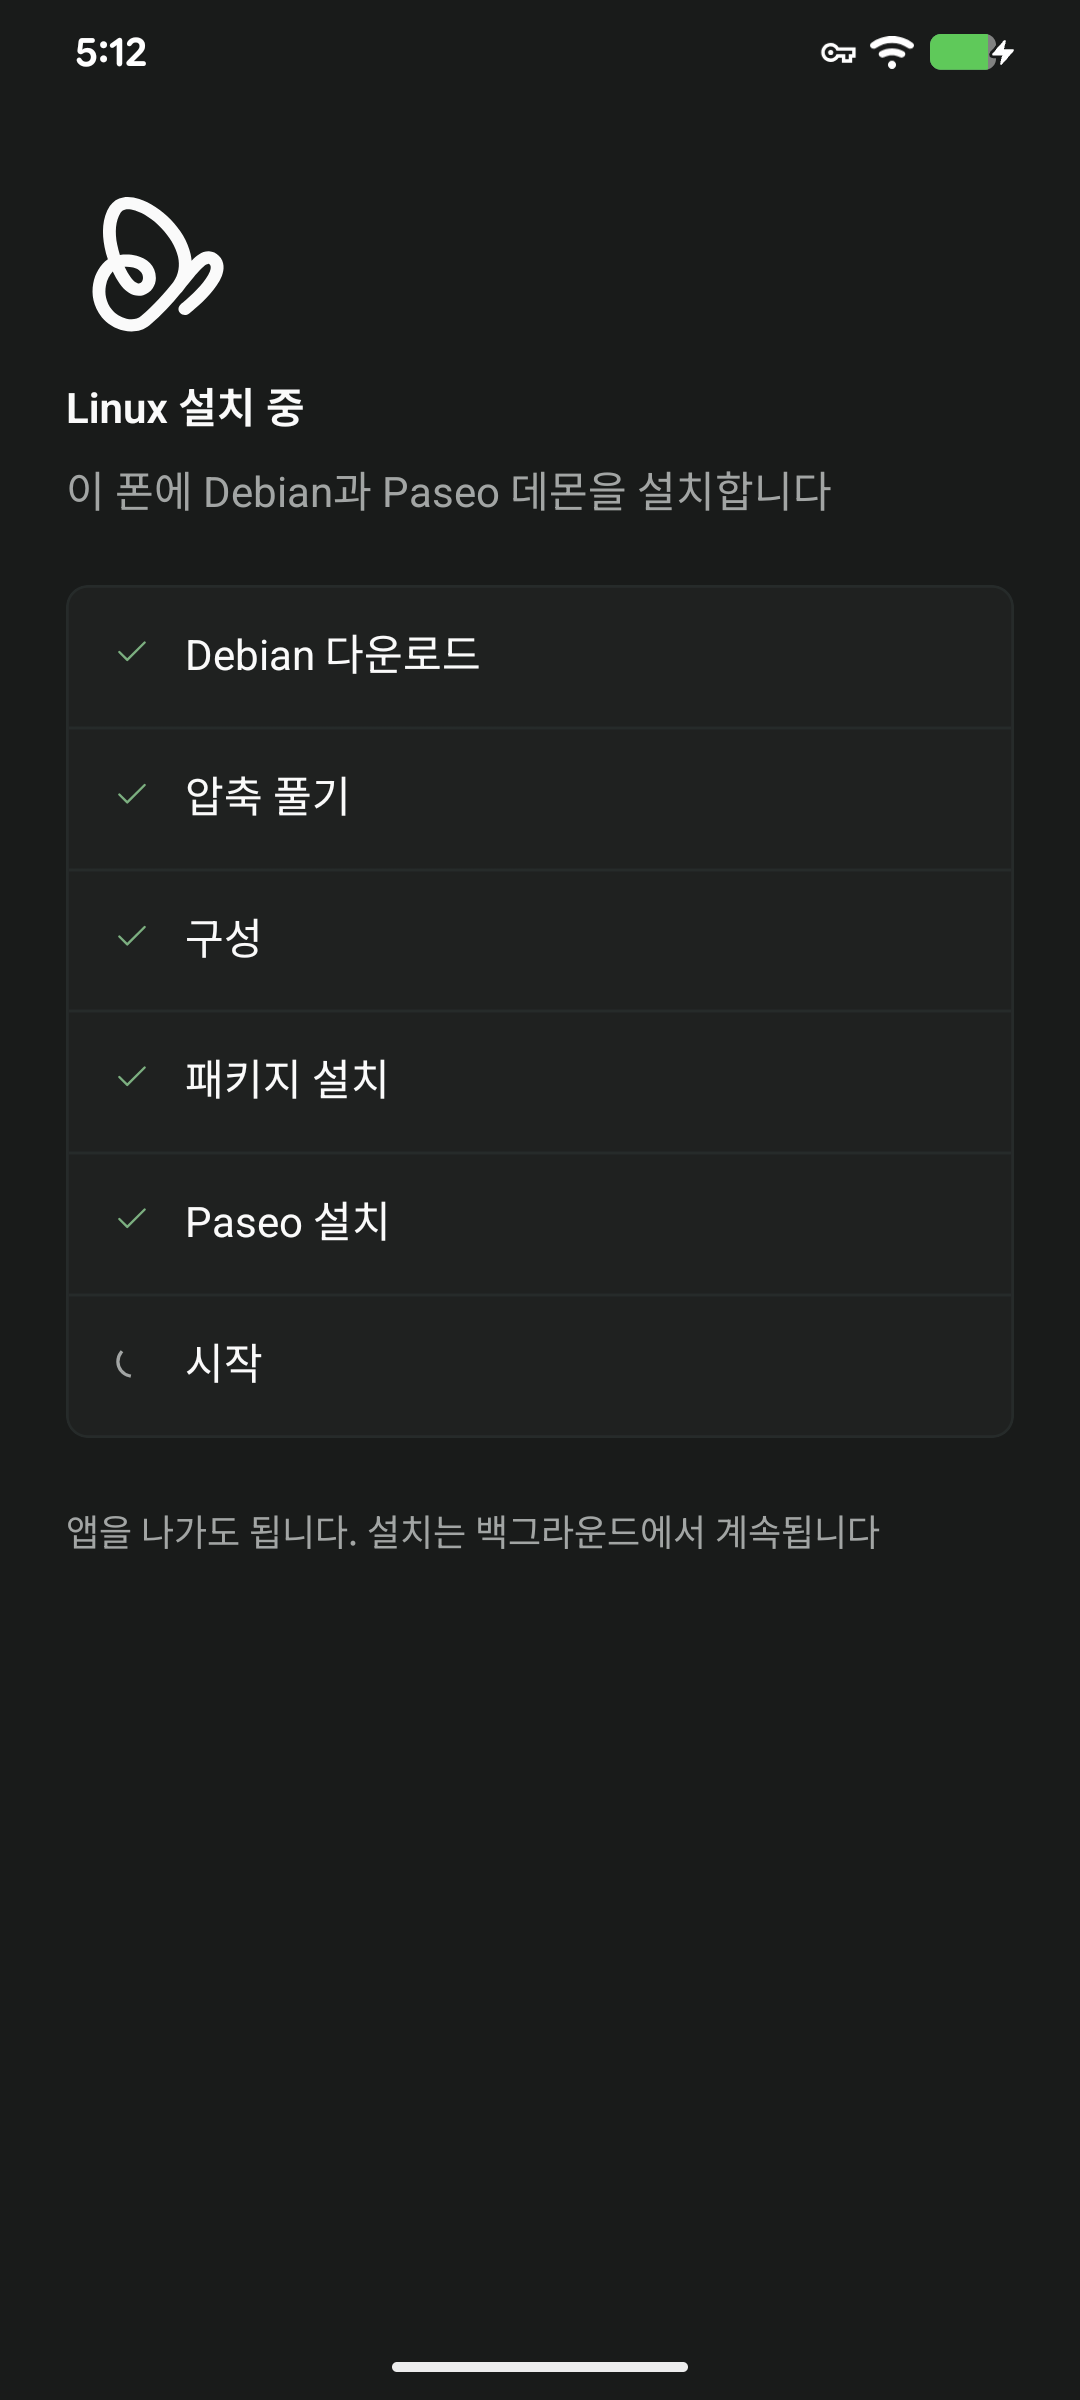 5:12
Linux 설치 중
이 폰에 Debian과 Paseo 데몬을 설치합니다
Debian 다운로드
압축 풀기
구성
패키지 설치
Paseo 설치
시작
앱을 나가도 됩니다. 설치는 백그라운드에서 계속됩니다